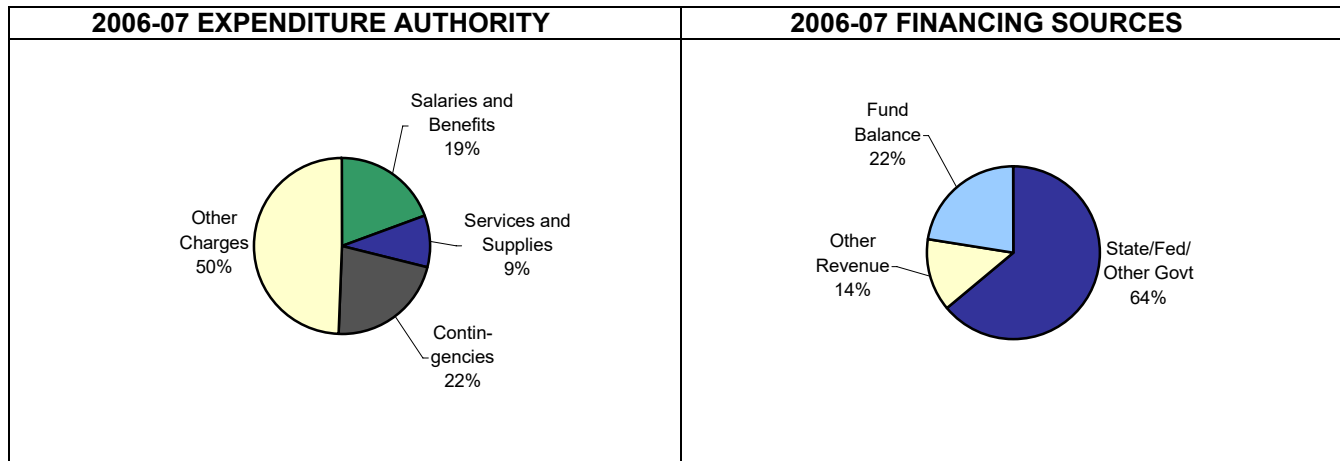 2006-07 EXPENDITURE AUTHORITY
Salaries and
Benefits
19%
Services and
Supplies
9%
Contin-
gencies
22%
Other
Charges
50%
2006-07 FINANCING SOURCES
Fund
Balance
22%
Other
Revenue
14%
State/Fed/
Other Govt
64%